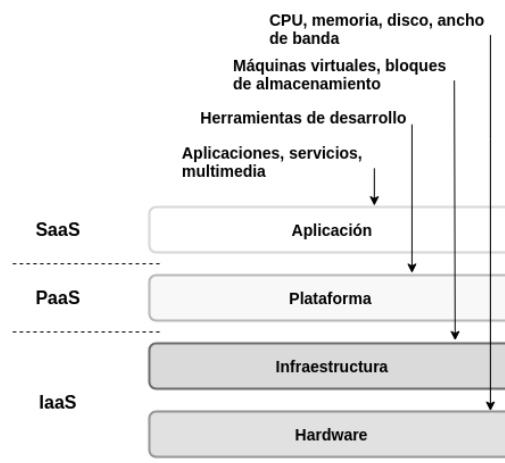 CPU, memoria, disco, ancho
de banda
Máquinas virtuales, bloques
de almacenamiento
Herramientas de desarrollo
Aplicaciones, servicios,
multimedia
SaaS
Aplicación
PaaS
Plataforma
Infraestructura
IaaS
Hardware